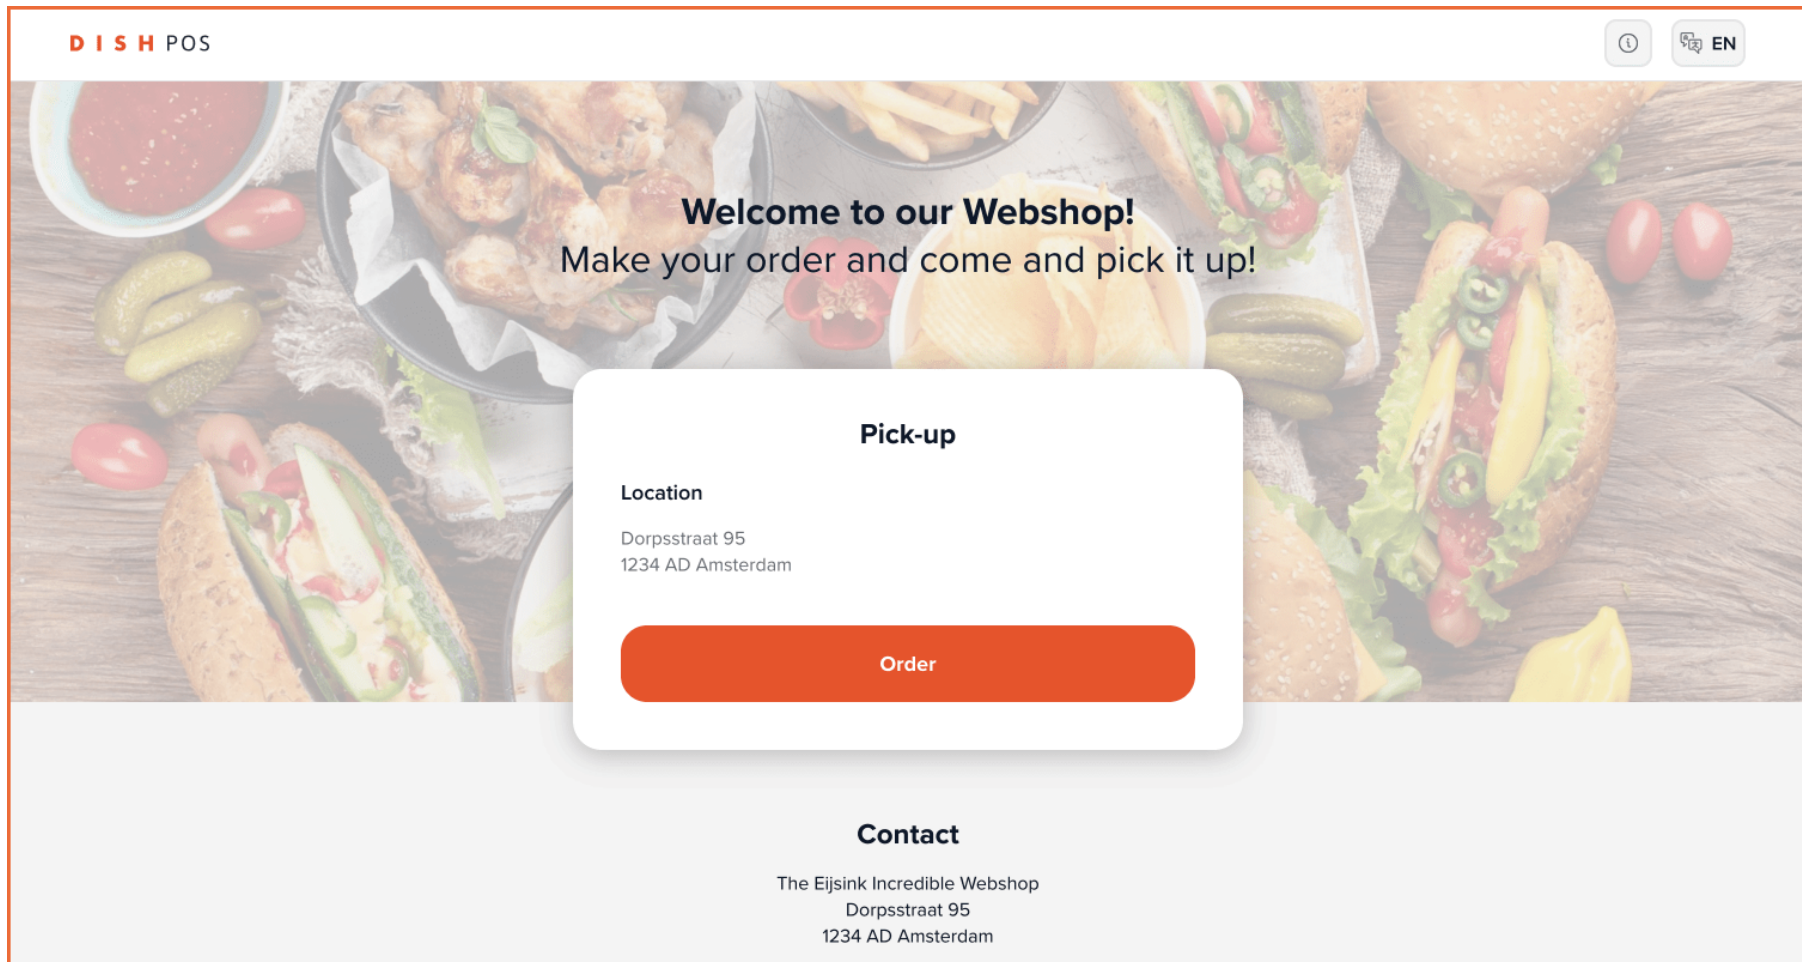 DISH POS
EN
Welcome to our Webshop!
Make your order and come and pick it up!
Pick-up
Location
Dorpsstraat 95
1234 AD Amsterdam
Order
Contact
The Eijsink Incredible Webshop
Dorpsstraat 95
1234 AD Amsterdam